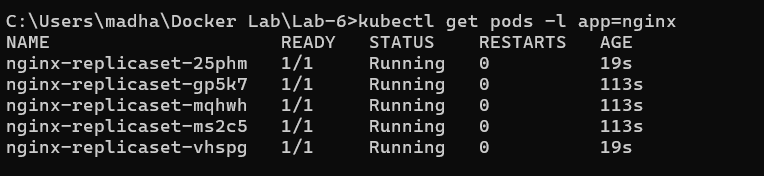 C:\Users\madha\Docker Lab\Lab-6>kubectl get pods -l app=nginx
NAME READY STATUS RESTARTS AGE
nginx-replicaset-25phm 1/1 Running 0 19s
nginx-replicaset-gp5k7 1/1 Running 0 113s
nginx-replicaset-mqhwh 1/1 Running 0 113s
nginx-replicaset-ms2c5 1/1 Running 0 113s
nginx-replicaset-vhspg 1/1 Running 0 19s